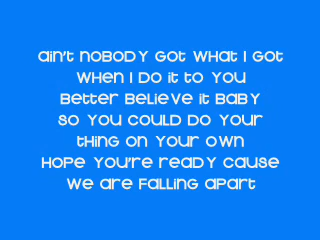 ain't nobody got what i got
when i do it to you
better believe it baby
so you could do your
thing on your own
hope you're ready cause
we are falling apart